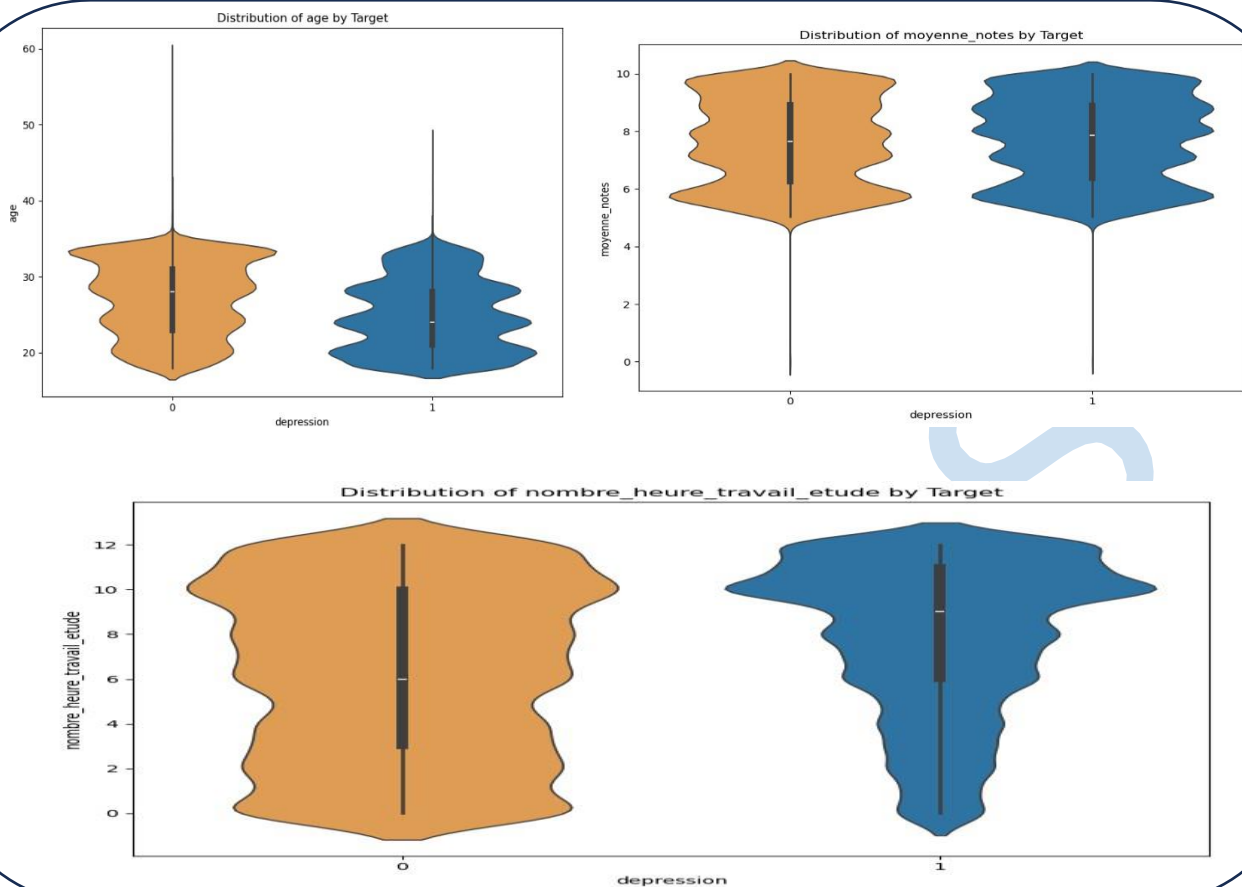 Distribution of age by Target
60
50
40
30
20
age
0
1
depression
Distribution of moyenne_notes by Target
10
8
6
4
2
0
moyenne_notes
0
1
depression
Distribution of nombre_heure_travail_etude by Target
12
10
8
6
4
2
0
nombre_heure_travail_etude
0
1
depression